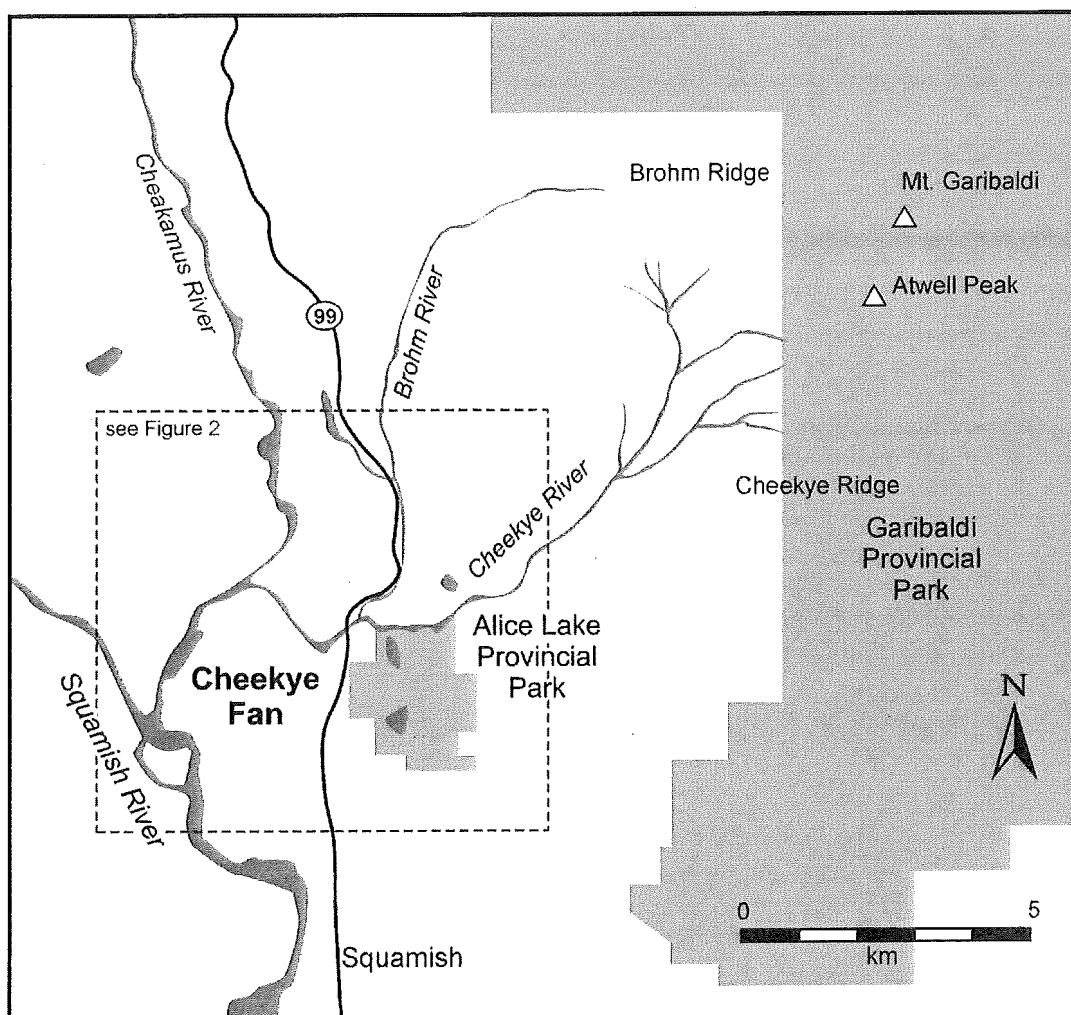 Brohm Ridge
Mt. Garibaldi
Atwell Peak
Cheakamus River
99
Brohm River
see Figure 2
Cheekye River
Cheekye Ridge
Garibaldi
Provincial
Park
Alice Lake
Provincial
Park
Cheekye
Fan
Squamish River
N
0
5
km
Squamish